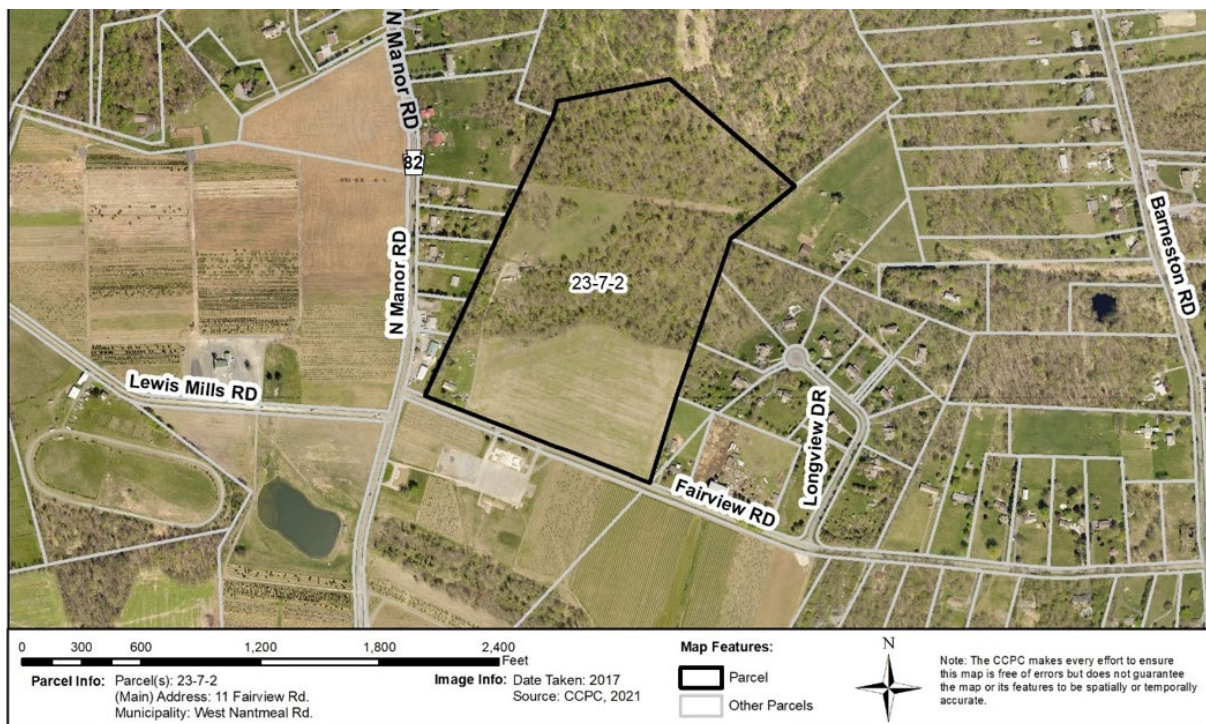 N MANOR RD
82
N MANOR RD
23-7-2
Lewis Mills RD
Longview DR
Fairview RD
Barneston RD
0 300 600 1,200 1,800 2,400
Feet
Parcel Info: Parcel(s): 23-7-2
(Main) Address: 11 Fairview Rd.
Municipality: West Nantmeal Rd.
Image Info: Date Taken: 2017
Source: CCPC, 2021
Map Features:
Parcel
Other Parcels
N
Note: The CCPC makes every effort to ensure
this map is free of errors but does not guarantee
the map or its features to be spatially or temporally
accurate.